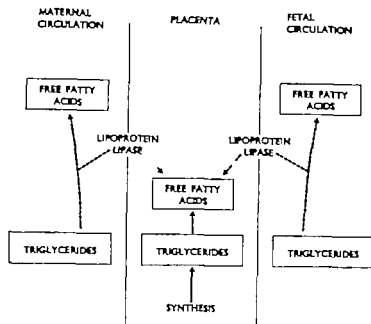 MATERNAL
CIRCULATION
PLACENTA
FETAL
CIRCULATION
FREE FATTY
ACIDS
FREE FATTY
ACIDS
LIPOPROTEIN
LIPASE
LIPOPROTEIN
LIPASE
FREE FATTY
ACIDS
TRIGLYCERIDES
TRIGLYCERIDES
TRIGLYCERIDES
SYNTHESIS